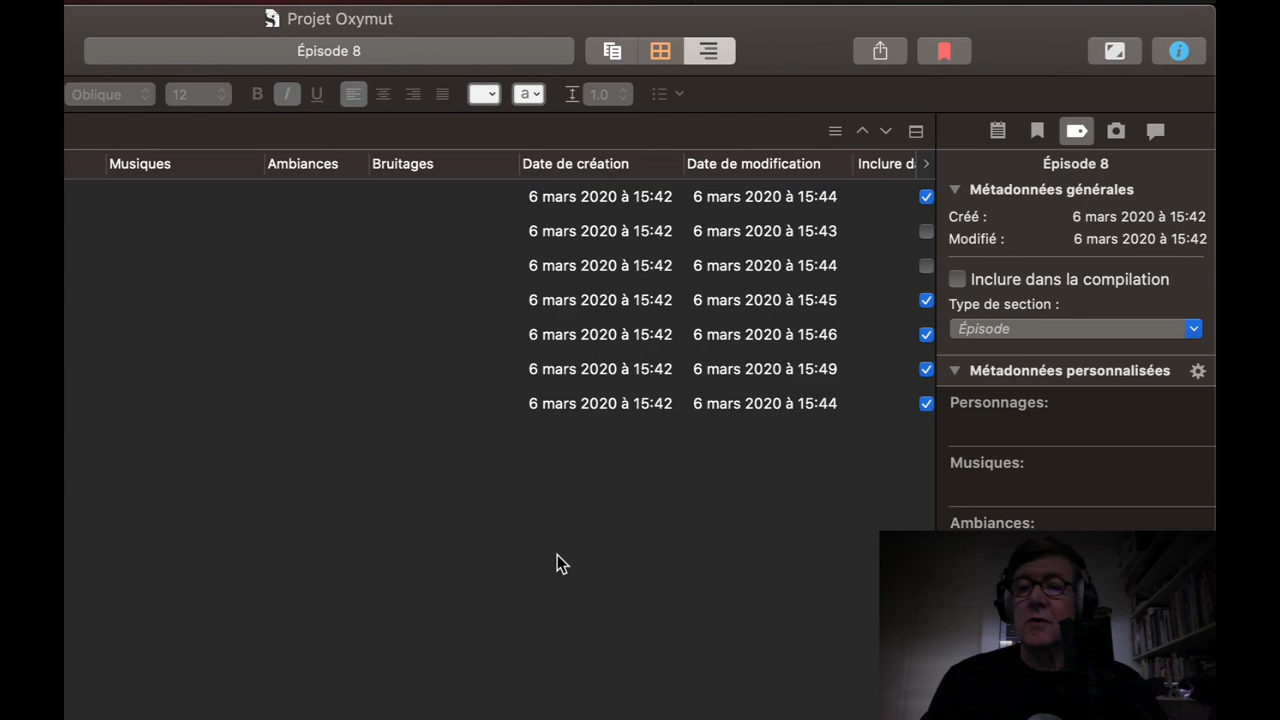 Projet Oxymut
Épisode 8
Oblique 12 B I U a 1.0
Musiques Ambiances Bruitages Date de création Date de modification Inclure d
6 mars 2020 à 15:42 6 mars 2020 à 15:44
6 mars 2020 à 15:42 6 mars 2020 à 15:43
6 mars 2020 à 15:42 6 mars 2020 à 15:44
6 mars 2020 à 15:42 6 mars 2020 à 15:45
6 mars 2020 à 15:42 6 mars 2020 à 15:46
6 mars 2020 à 15:42 6 mars 2020 à 15:49
6 mars 2020 à 15:42 6 mars 2020 à 15:44
Épisode 8
Métadonnées générales
Créé : 6 mars 2020 à 15:42
Modifié : 6 mars 2020 à 15:42
Inclure dans la compilation
Type de section :
Épisode
Métadonnées personnalisées
Personnages:
Musiques:
Ambiances: